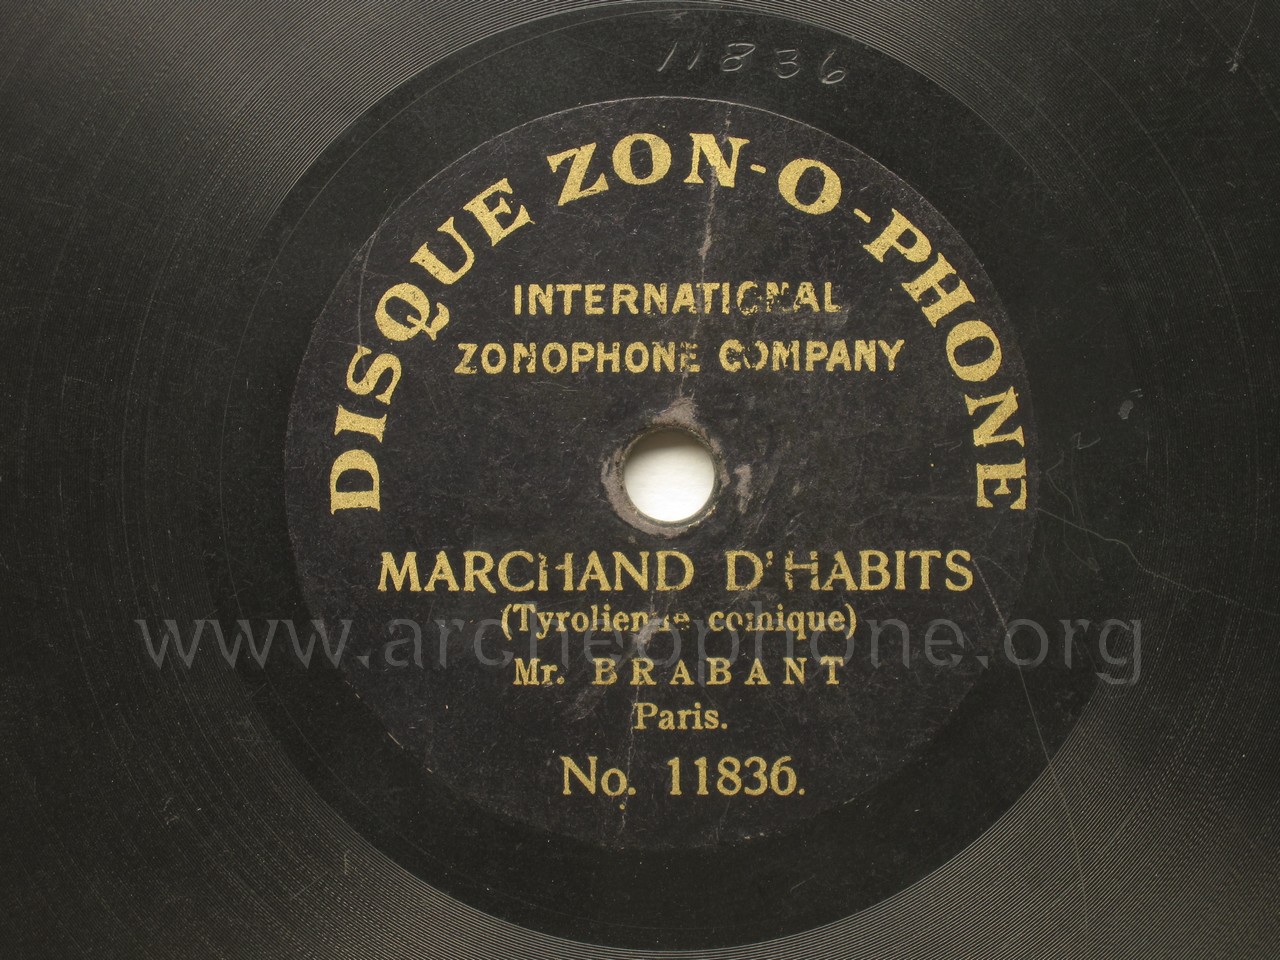 11836
DISQUE ZON-O-PHONE
INTERNATIONAL
ZONOPHONE COMPANY
MARCHAND D'HABITS
(Tyrolienne comique)
www.archeophone.org
Mr. BRABANT
Paris.
No. 11836.